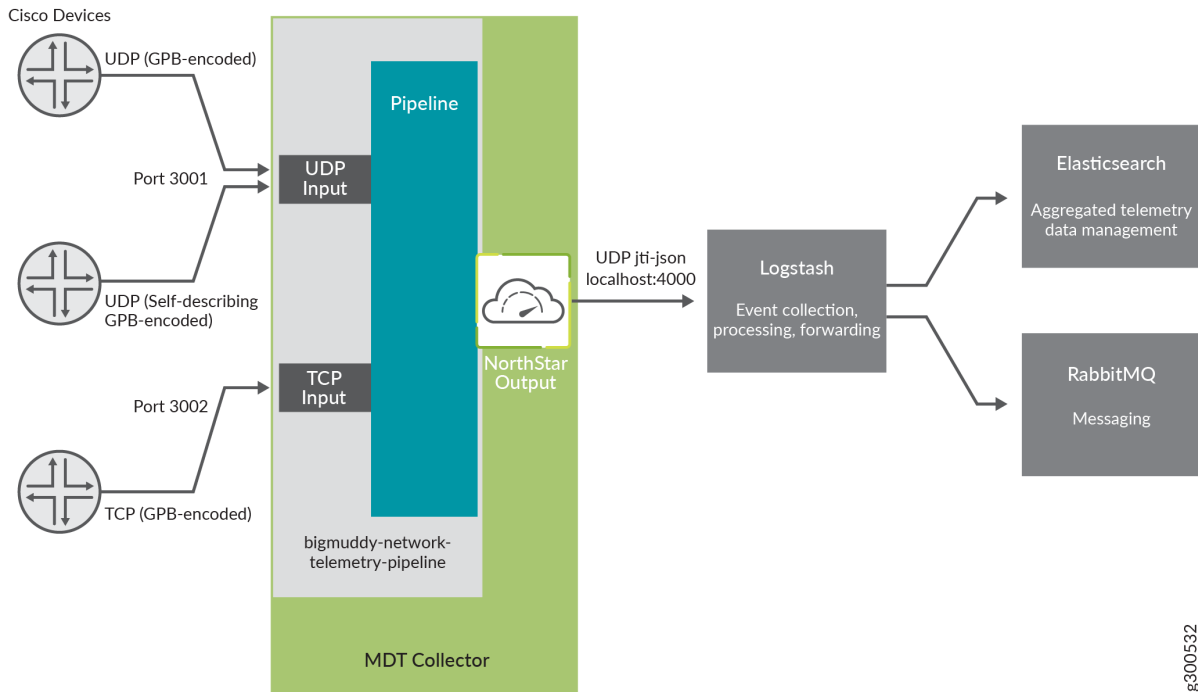 Cisco Devices
UDP (GPB-encoded)
Port 3001
UDP (Self-describing
GPB-encoded)
Port 3002
TCP (GPB-encoded)
Pipeline
UDP
Input
TCP
Input
bigmuddy-network-
telemetry-pipeline
NorthStar
Output
MDT Collector
UDP jti-json
localhost:4000
Logstash
Event collection,
processing, forwarding
Elasticsearch
Aggregated telemetry
data management
RabbitMQ
Messaging
g300532